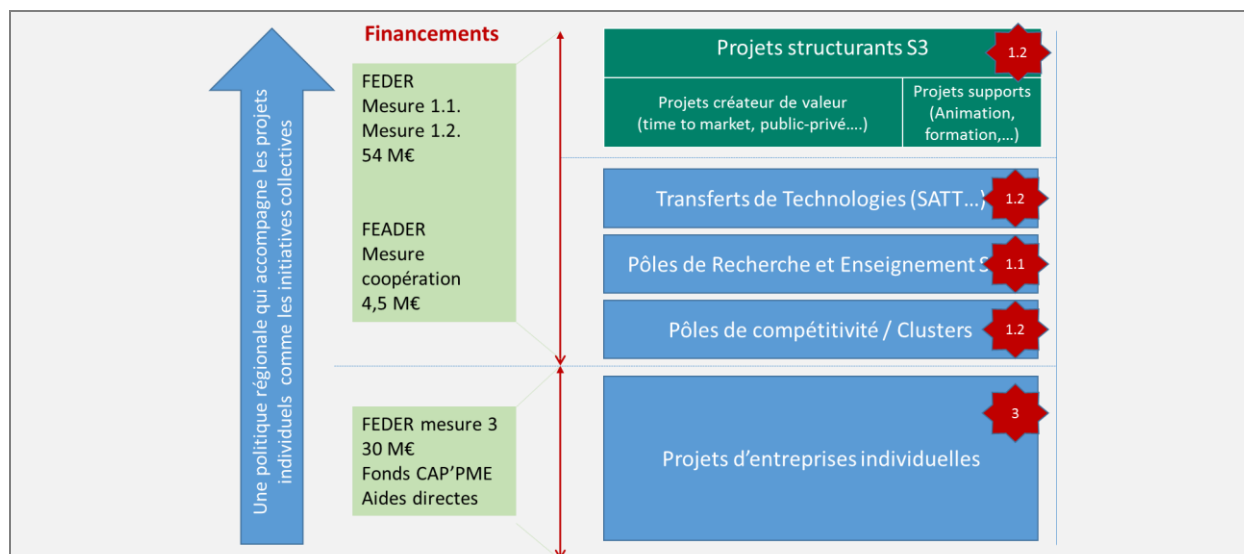 Une politique régionale qui accompagne les projets
individuels comme les initiatives collectives
Financements
FEDER
Mesure 1.1.
Mesure 1.2.
54 M€
FEADER
Mesure
coopération
4,5 M€
FEDER mesure 3
30 M€
Fonds CAP'PME
Aides directes
Projets structurants S3
1.2
Projets créateur de valeur
(time to market, public-privé....)
Projets supports
(Animation,
formation,...)
Transferts de Technologies (SATT...)
1.2
Pôles de Recherche et Enseignement S
1.1
Pôles de compétitivité / Clusters
1.2
Projets d'entreprises individuelles
3